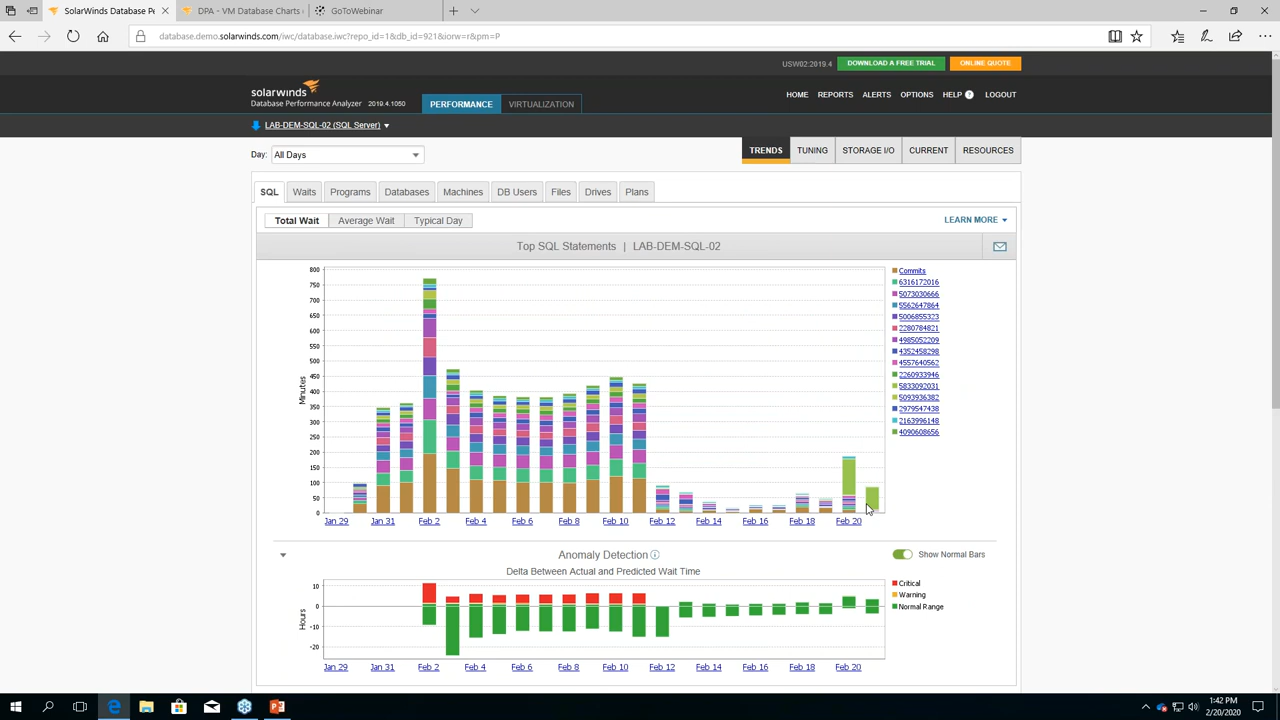 SolarWinds Database Pe
DPA - VM Database Charts
GoToWebinar
database.demo.solarwinds.com/iwc/database.iwc?repo_id=1&db_id=921&iorw=r&pm=P
USW02:2019.4
DOWNLOAD A FREE TRIAL
ONLINE QUOTE
solarwinds
Database Performance Analyzer 2019.4.1050
PERFORMANCE
VIRTUALIZATION
HOME
REPORTS
ALERTS
OPTIONS
HELP ?
LOGOUT
LAB-DEM-SQL-02 (SQL Server)
Day:
All Days
TRENDS
TUNING
STORAGE I/O
CURRENT
RESOURCES
SQL
Waits
Programs
Databases
Machines
DB Users
Files
Drives
Plans
Total Wait
Average Wait
Typical Day
LEARN MORE
Top SQL Statements | LAB-DEM-SQL-02
Minutes
800
750
700
650
600
550
500
450
400
350
300
250
200
150
100
50
0
Jan 29
Jan 31
Feb 2
Feb 4
Feb 6
Feb 8
Feb 10
Feb 12
Feb 14
Feb 16
Feb 18
Feb 20
Commits
6316172016
5073030666
5562647864
5006855323
2280784821
4985052209
4352458298
4557640562
2260933946
5833092031
5093936382
2979547438
2163996148
4090608656
Anomaly Detection
Show Normal Bars
Delta Between Actual and Predicted Wait Time
Hours
10
0
-10
-20
Jan 29
Jan 31
Feb 2
Feb 4
Feb 6
Feb 8
Feb 10
Feb 12
Feb 14
Feb 16
Feb 18
Feb 20
Critical
Warning
Normal Range
1:42 PM
2/20/2020